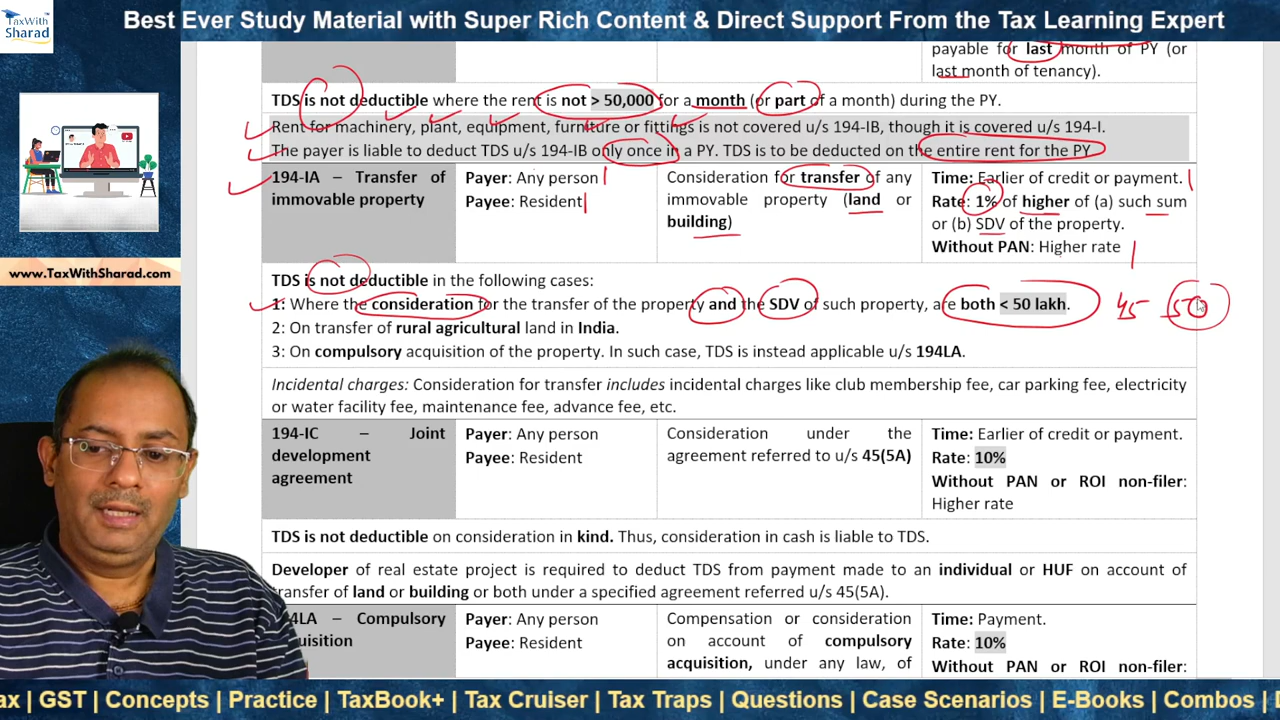 Best Ever Study Material with Super Rich Content & Direct Support From the Tax Learning Expert
TaxWith
Sharad
payable for last month of PY (or
last month of tenancy).
TDS is not deductible where the rent is not > 50,000 for a month (or part of a month) during the PY.
Rent for machinery, plant, equipment, furniture or fittings is not covered u/s 194-IB, though it is covered u/s 194-I.
The payer is liable to deduct TDS u/s 194-IB only once in a PY. TDS is to be deducted on the entire rent for the PY
194-IA – Transfer of
immovable property
Payer: Any person
Payee: Resident
Consideration for transfer of any
immovable property (land or
building)
Time: Earlier of credit or payment.
Rate: 1% of higher of (a) such sum
or (b) SDV of the property.
Without PAN: Higher rate
www.TaxWithSharad.com
TDS is not deductible in the following cases:
1: Where the consideration for the transfer of the property and the SDV of such property, are both < 50 lakh.
45 50
2: On transfer of rural agricultural land in India.
3: On compulsory acquisition of the property. In such case, TDS is instead applicable u/s 194LA.
Incidental charges: Consideration for transfer includes incidental charges like club membership fee, car parking fee, electricity
or water facility fee, maintenance fee, advance fee, etc.
194-IC – Joint
development
agreement
Payer: Any person
Payee: Resident
Consideration under the
agreement referred to u/s 45(5A)
Time: Earlier of credit or payment.
Rate: 10%
Without PAN or ROI non-filer:
Higher rate
TDS is not deductible on consideration in kind. Thus, consideration in cash is liable to TDS.
Developer of real estate project is required to deduct TDS from payment made to an individual or HUF on account of
transfer of land or building or both under a specified agreement referred u/s 45(5A).
4LA – Compulsory
quisition
Payer: Any person
Payee: Resident
Compensation or consideration
on account of compulsory
acquisition, under any law, of
Time: Payment.
Rate: 10%
Without PAN or ROI non-filer:
ax | GST | Concepts | Practice | TaxBook+ | Tax Cruiser | Tax Traps | Questions | Case Scenarios | E-Books | Combos |